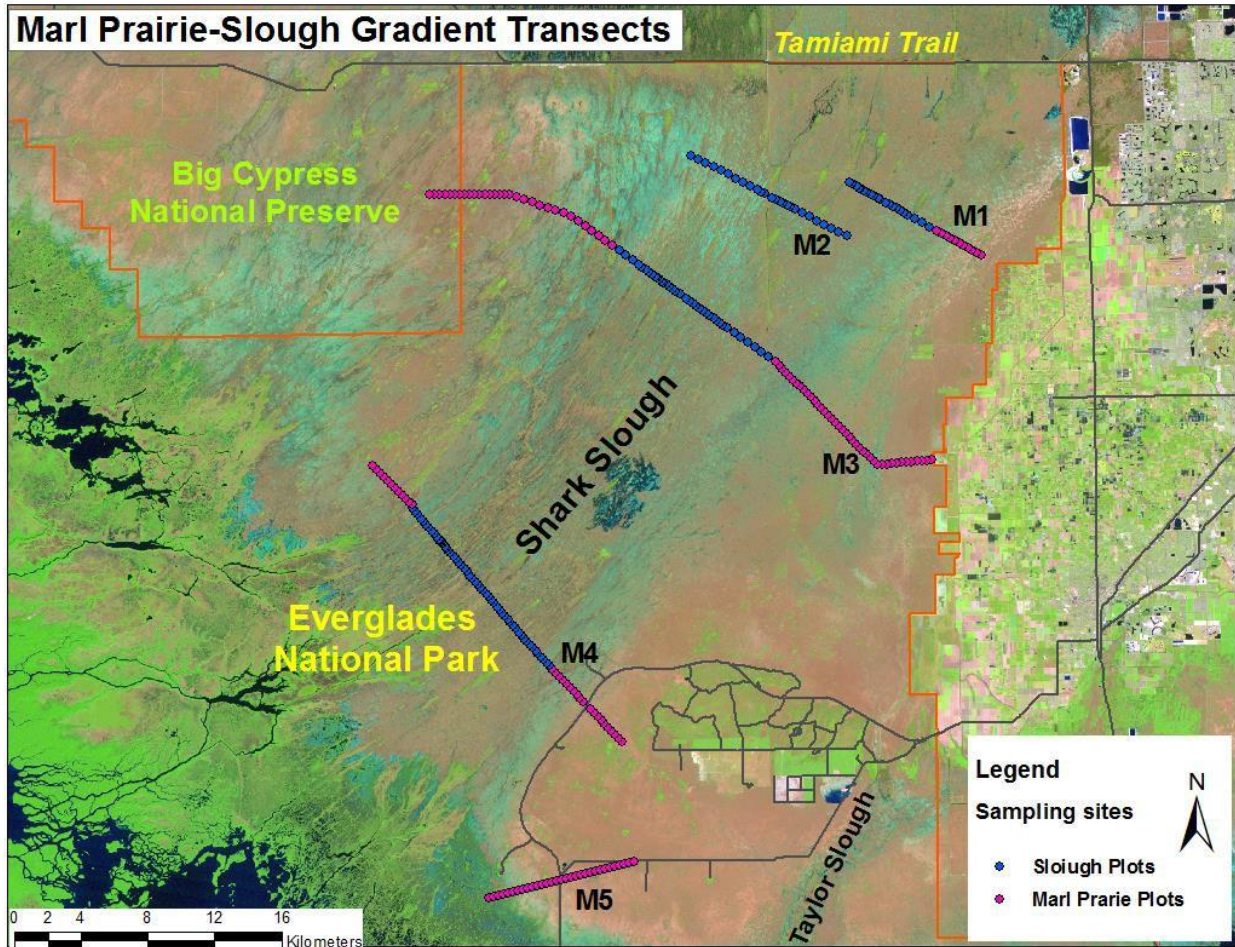 Marl Prairie-Slough Gradient Transects
Tamiami Trail
Big Cypress
National Preserve
M1
M2
Shark Slough
M3
Everglades
National Park
M4
M5
Taylor Slough
Legend
Sampling sites
N
Sloiugh Plots
Marl Prarie Plots
0 2 4 8 12 16
Kilometers